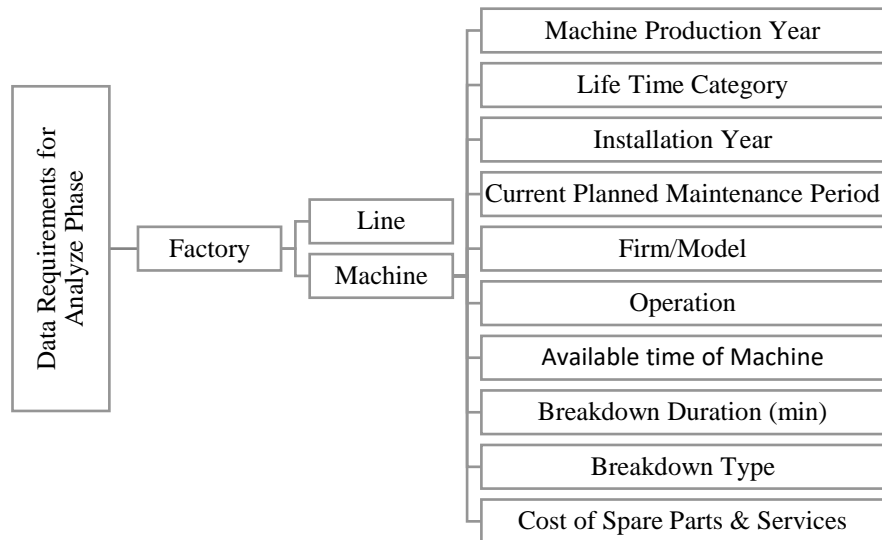 Data Requirements for
Analyze Phase
Factory
Line
Machine
Machine Production Year
Life Time Category
Installation Year
Current Planned Maintenance Period
Firm/Model
Operation
Available time of Machine
Breakdown Duration (min)
Breakdown Type
Cost of Spare Parts & Services